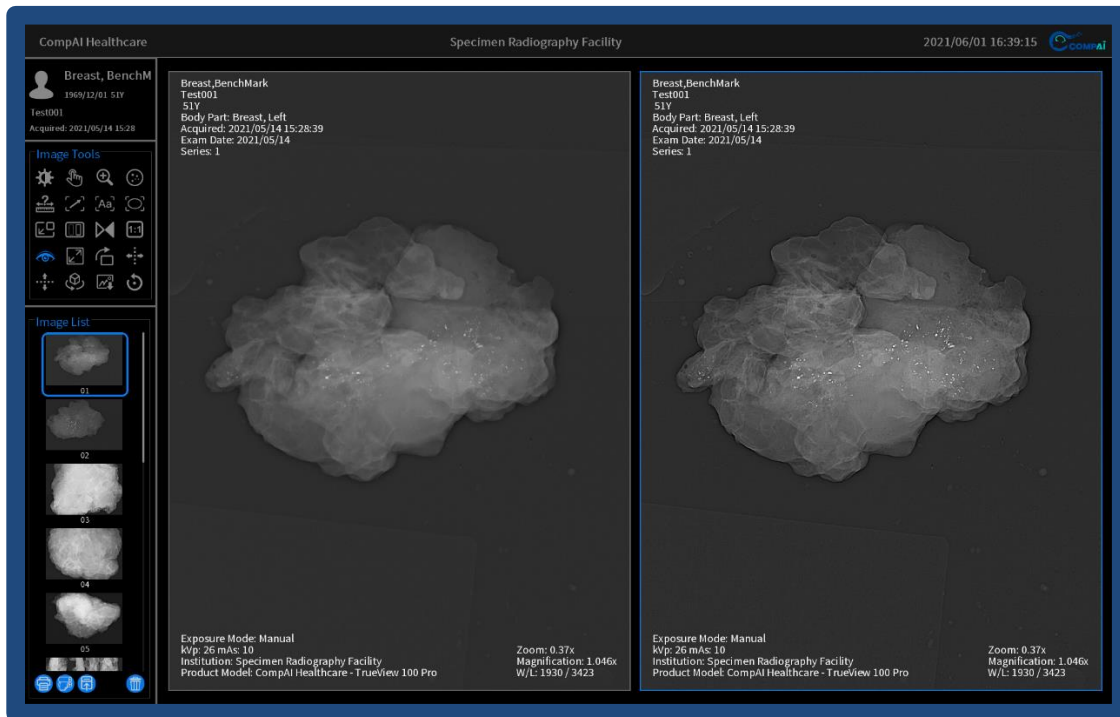 CompAI Healthcare
Specimen Radiography Facility
2021/06/01 16:39:15
COMPAi
Breast, BenchM
1969/12/01 51Y
Test001
Acquired: 2021/05/14 15:28
Image Tools
?
Aa
1:1
Image List
01
02
03
04
05
Breast,BenchMark
Test001
51Y
Body Part: Breast, Left
Acquired: 2021/05/14 15:28:39
Exam Date: 2021/05/14
Series: 1
Exposure Mode: Manual
kVp: 26 mAs: 10
Institution: Specimen Radiography Facility
Product Model: CompAI Healthcare - TrueView 100 Pro
Zoom: 0.37x
Magnification: 1.046x
W/L: 1930 / 3423
Breast,BenchMark
Test001
51Y
Body Part: Breast, Left
Acquired: 2021/05/14 15:28:39
Exam Date: 2021/05/14
Series: 1
Exposure Mode: Manual
kVp: 26 mAs: 10
Institution: Specimen Radiography Facility
Product Model: CompAI Healthcare - TrueView 100 Pro
Zoom: 0.37x
Magnification: 1.046x
W/L: 1930 / 3423